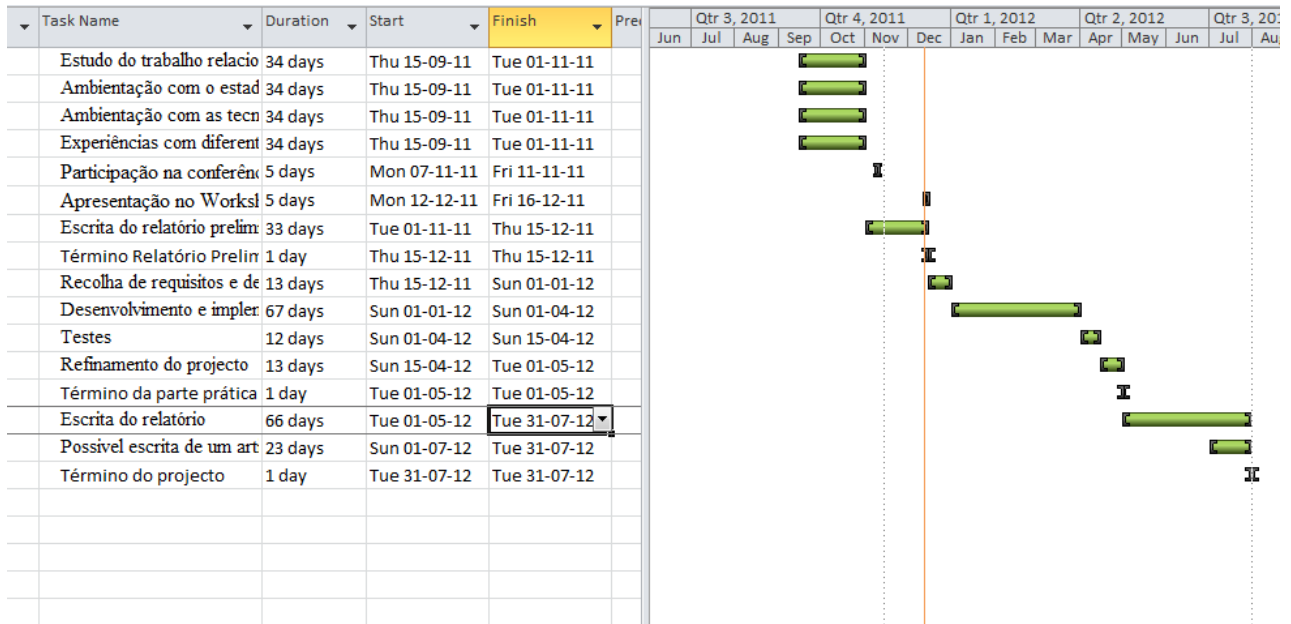 Task Name Duration Start Finish Pre Qtr 3, 2011 Qtr 4, 2011 Qtr 1, 2012 Qtr 2, 2012 Qtr 3, 201
Jun Jul Aug Sep Oct Nov Dec Jan Feb Mar Apr May Jun Jul Au
Estudo do trabalho relacio 34 days Thu 15-09-11 Tue 01-11-11
Ambientação com o estad 34 days Thu 15-09-11 Tue 01-11-11
Ambientação com as tecn 34 days Thu 15-09-11 Tue 01-11-11
Experiências com diferent 34 days Thu 15-09-11 Tue 01-11-11
Participação na conferênc 5 days Mon 07-11-11 Fri 11-11-11
Apresentação no Worksh 5 days Mon 12-12-11 Fri 16-12-11
Escrita do relatório prelim 33 days Tue 01-11-11 Thu 15-12-11
Término Relatório Prelim 1 day Thu 15-12-11 Thu 15-12-11
Recolha de requisitos e de 13 days Thu 15-12-11 Sun 01-01-12
Desenvolvimento e implem 67 days Sun 01-01-12 Sun 01-04-12
Testes 12 days Sun 01-04-12 Sun 15-04-12
Refinamento do projecto 13 days Sun 15-04-12 Tue 01-05-12
Término da parte prática 1 day Tue 01-05-12 Tue 01-05-12
Escrita do relatório 66 days Tue 01-05-12 Tue 31-07-12
Possivel escrita de um art 23 days Sun 01-07-12 Tue 31-07-12
Término do projecto 1 day Tue 31-07-12 Tue 31-07-12